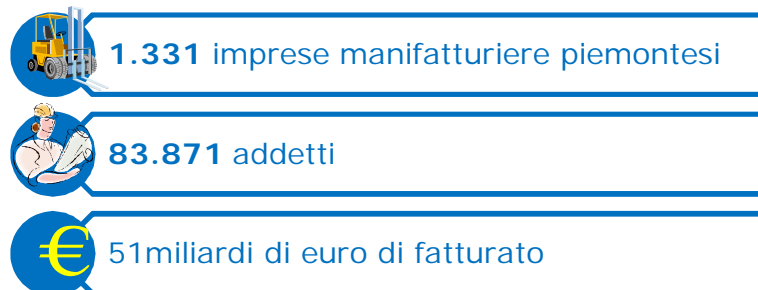 1.331 imprese manifatturiere piemontesi
83.871 addetti
€
51miliardi di euro di fatturato